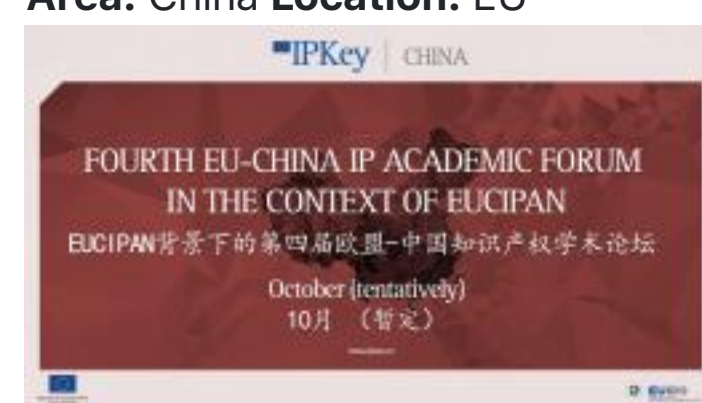 Area: China Location: EU
IPKey | CHINA
FOURTH EU-CHINA IP ACADEMIC FORUM
IN THE CONTEXT OF EUCIPAN
EUCIPAN背景下的第四届欧盟-中国知识产权学术论坛
October (tentatively)
10月 （暂定）